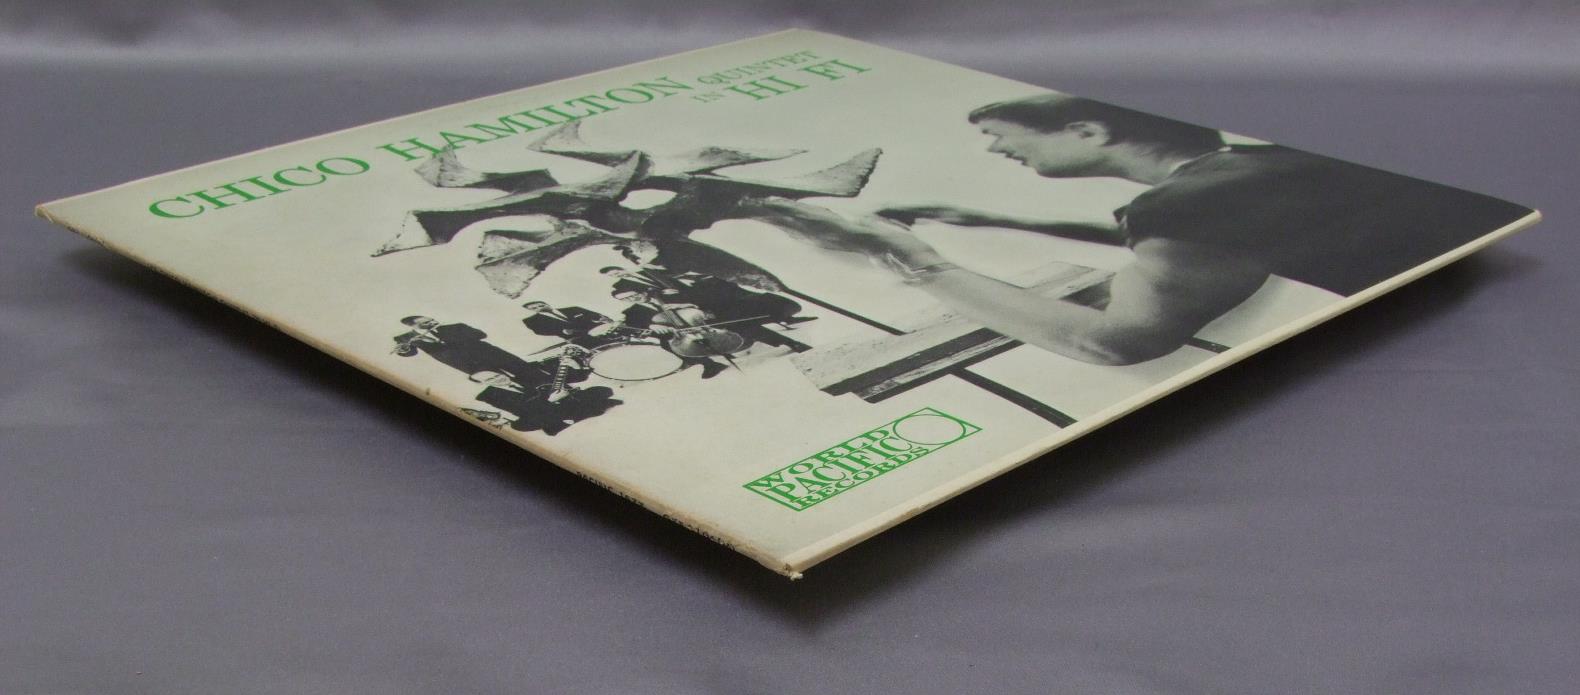 CHICO HAMILTON QUINTET
IN HI FI
WORLD
PACIFIC
RECORDS